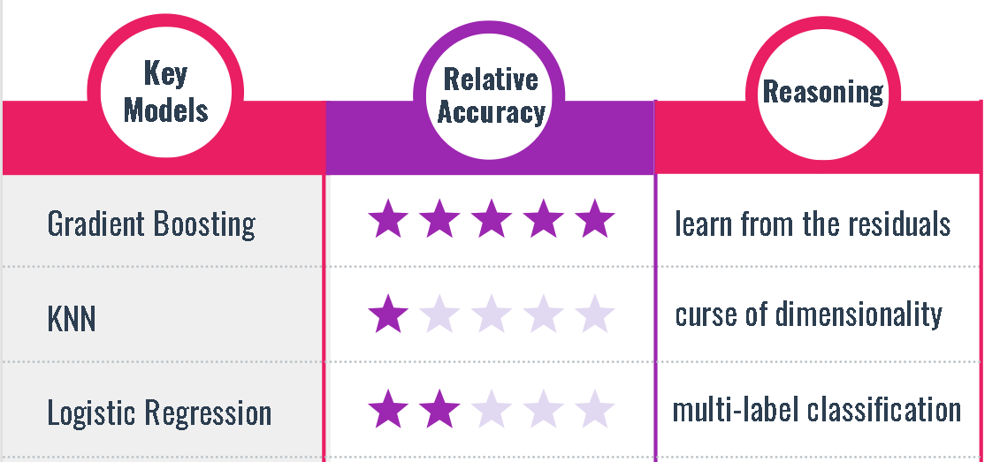 Key
Models
Relative
Accuracy
Reasoning
Gradient Boosting
learn from the residuals
KNN
curse of dimensionality
Logistic Regression
multi-label classification